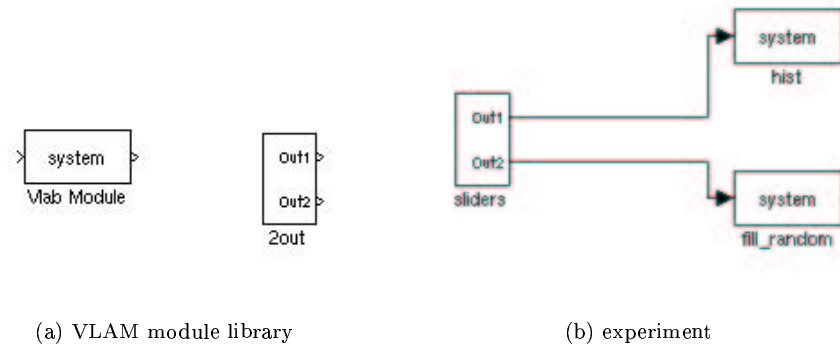 system
Vlab Module
Out1
Out2
2out
Out1
Out2
sliders
system
hist
system
fill_random
(a) VLAM module library
(b) experiment